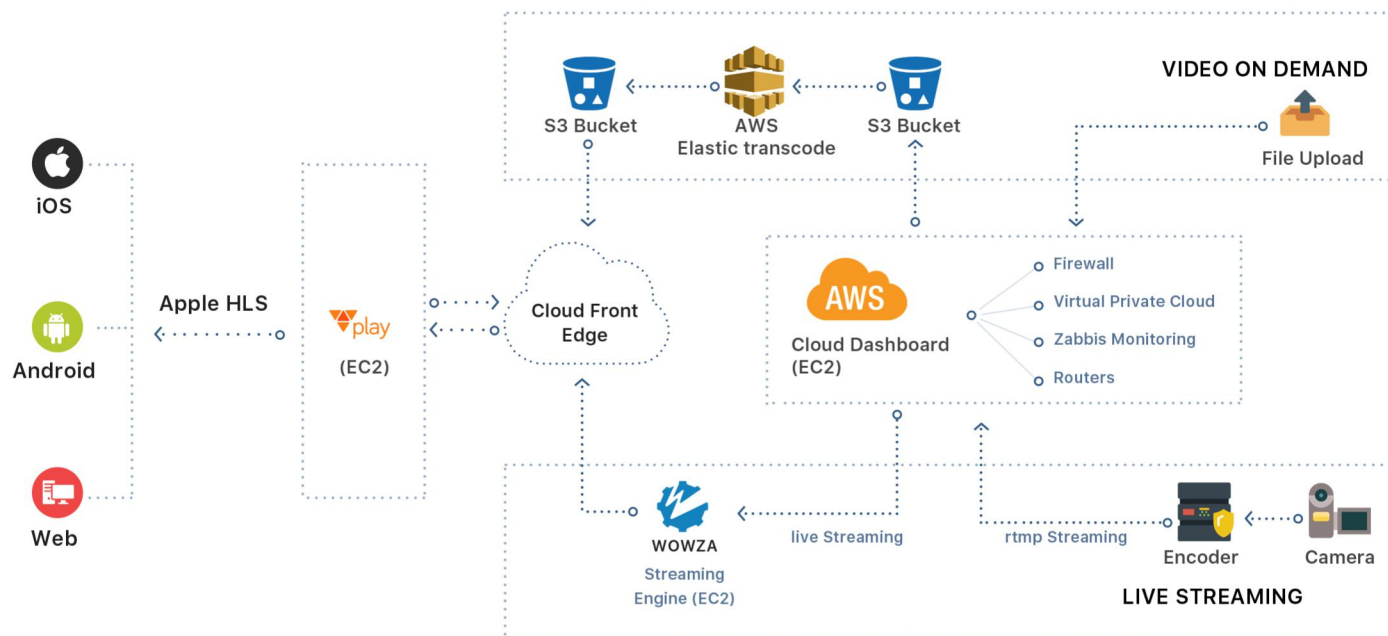 VIDEO ON DEMAND
S3 Bucket
AWS
Elastic transcode
S3 Bucket
File Upload
iOS
Android
Web
Apple HLS
play
(EC2)
Cloud Front
Edge
AWS
Cloud Dashboard
(EC2)
Firewall
Virtual Private Cloud
Zabbis Monitoring
Routers
WOWZA
Streaming
Engine (EC2)
live Streaming
rtmp Streaming
Encoder
Camera
LIVE STREAMING